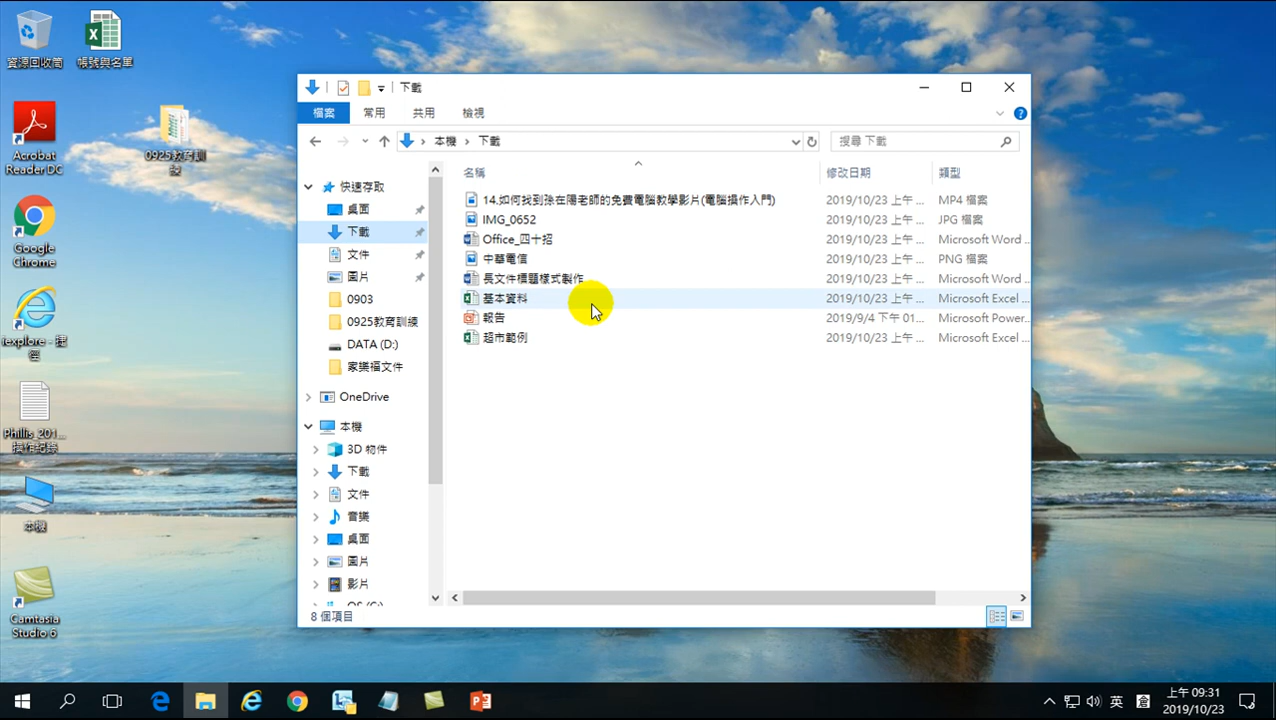 資源回收筒
帳號與名單
Acrobat
Reader DC
0925教育訓
練
Google
Chrome
iexplore - 捷
徑
Phillis_201...
操作記錄
本機
Camtasia
Studio 6
下載
檔案
常用
共用
檢視
本機
下載
搜尋 下載
快速存取
桌面
下載
文件
圖片
0903
0925教育訓練
DATA (D:)
家樂福文件
OneDrive
本機
3D 物件
下載
文件
音樂
桌面
圖片
影片
OS (C:)
名稱
修改日期
類型
14.如何找到孫在陽老師的免費電腦教學影片(電腦操作入門)
2019/10/23 上午 ...
MP4 檔案
IMG_0652
2019/10/23 上午 ...
JPG 檔案
Office_四十招
2019/10/23 上午 ...
Microsoft Word ...
中華電信
2019/10/23 上午 ...
PNG 檔案
長文件標題樣式製作
2019/10/23 上午 ...
Microsoft Word ...
基本資料
2019/10/23 上午 ...
Microsoft Excel ...
報告
2019/9/4 下午 01...
Microsoft Power...
超市範例
2019/10/23 上午 ...
Microsoft Excel ...
8 個項目
英
倉
上午 09:31
2019/10/23